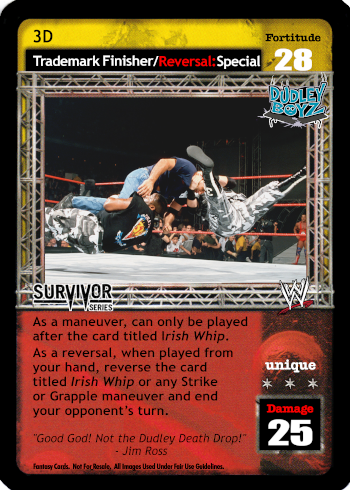 3D
Fortitude
28
Trademark Finisher/Reversal:Special
DUDLEY
BOYZ
SURVIVOR
SERIES
W
As a maneuver, can only be played
after the card titled Irish Whip.
As a reversal, when played from
your hand, reverse the card
titled Irish Whip or any Strike
or Grapple maneuver and end
your opponent's turn.
unique
Damage
25
"Good God! Not the Dudley Death Drop!"
- Jim Ross
Fantasy Cards. Not For Resale, All Images Used Under Fair Use Guidelines.